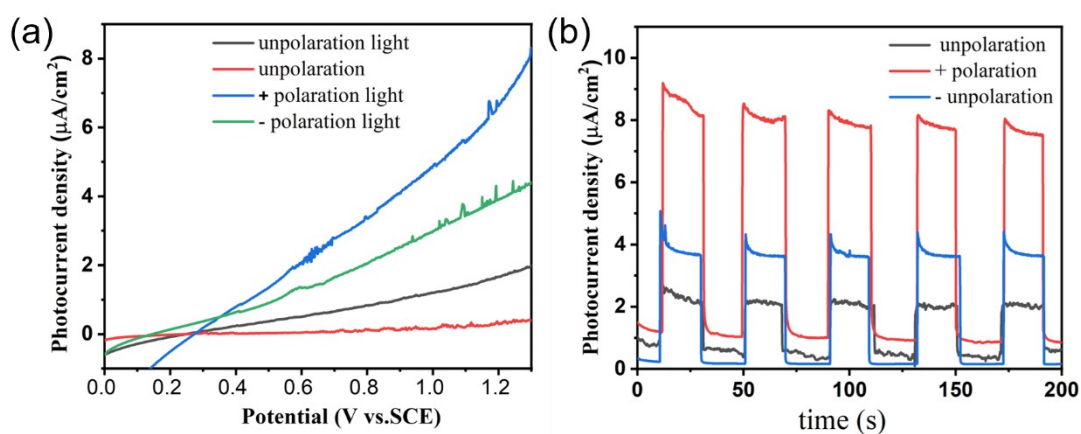 (a)
unpolaration light
unpolaration
+ polaration light
- polaration light
Photocurrent density (μA/cm²)
8
6
4
2
0
0.0 0.2 0.4 0.6 0.8 1.0 1.2
Potential (V vs.SCE)
(b)
unpolaration
+ polaration
- unpolaration
Photocurrent density (μA/cm²)
10
8
6
4
2
0
0 50 100 150 200
time (s)